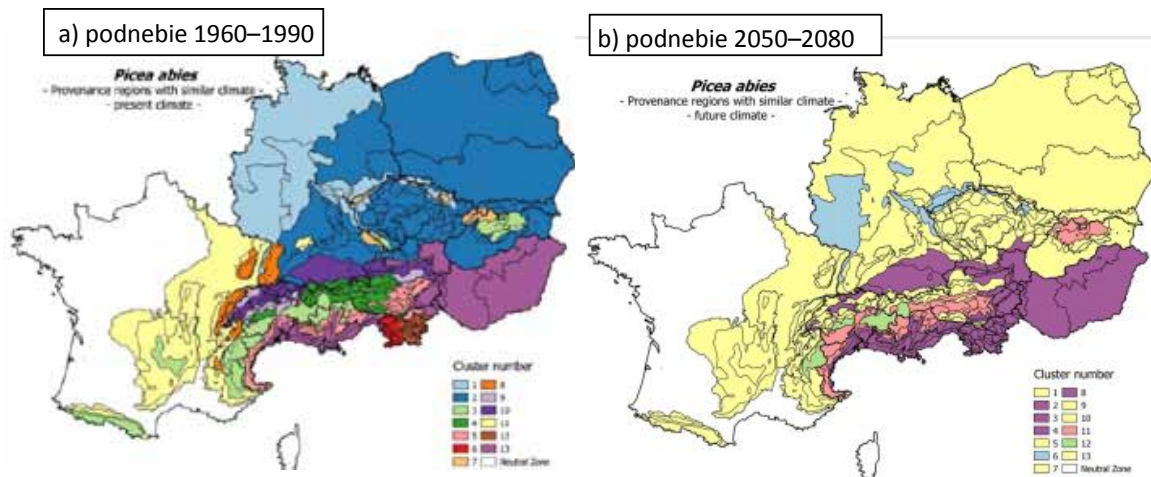 a) podnebie 1960–1990
Picea abies
- Provenance regions with similar climate -
- present climate -
Cluster number
1 8
2 9
3 10
4 11
5 12
6 13
7 Neutral Zone
b) podnebie 2050–2080
Picea abies
- Provenance regions with similar climate -
- future climate -
Cluster number
1 8
2 9
3 10
4 11
5 12
6 13
7 Neutral Zone